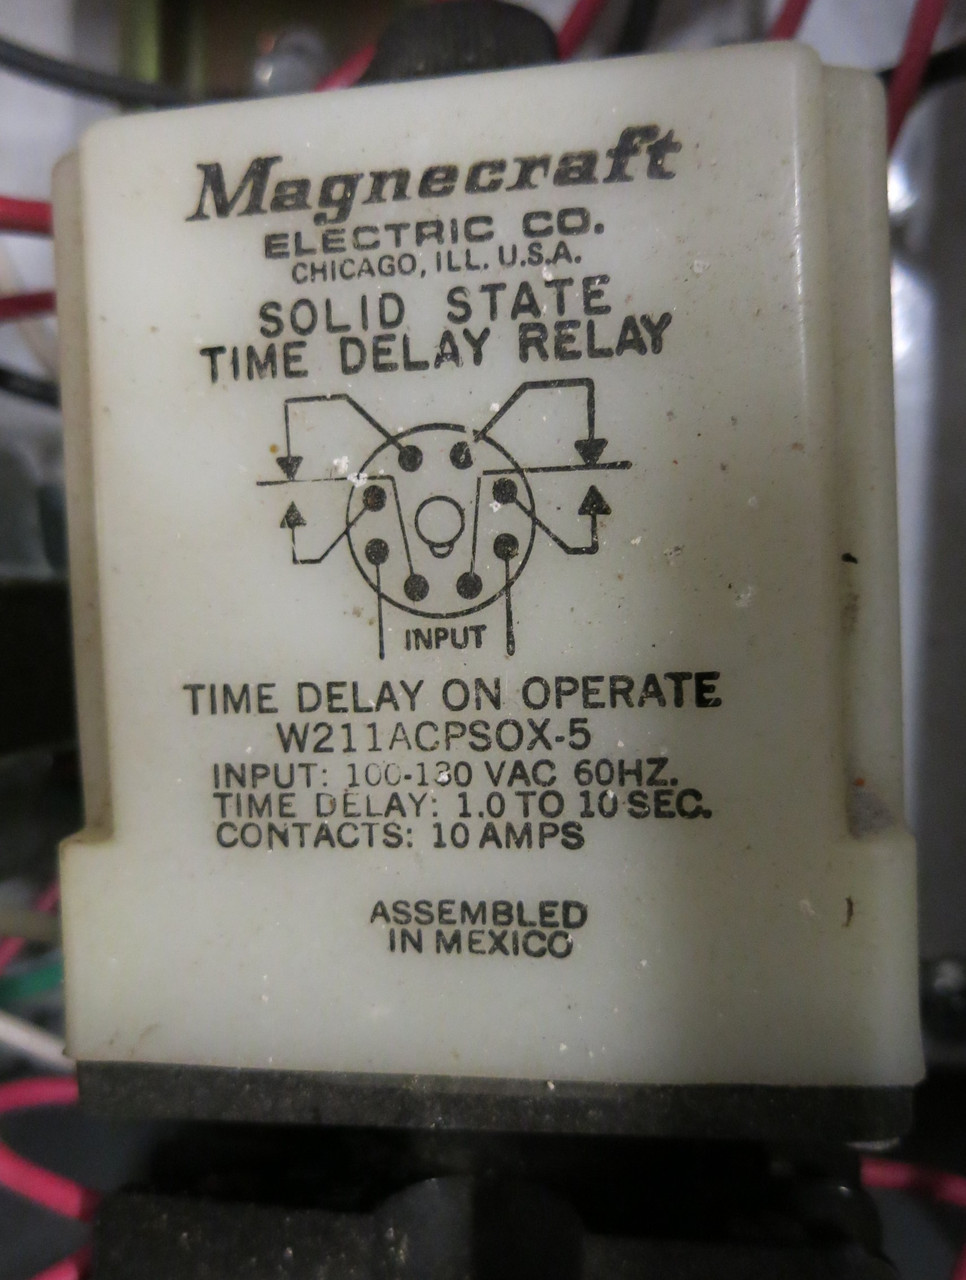 Magnecraft
ELECTRIC CO.
CHICAGO, ILL. U.S.A.
SOLID STATE
TIME DELAY RELAY
INPUT
TIME DELAY ON OPERATE
W211ACPSOX-5
INPUT: 100-130 VAC 60HZ.
TIME DELAY: 1.0 TO 10 SEC.
CONTACTS: 10 AMPS
ASSEMBLED
IN MEXICO